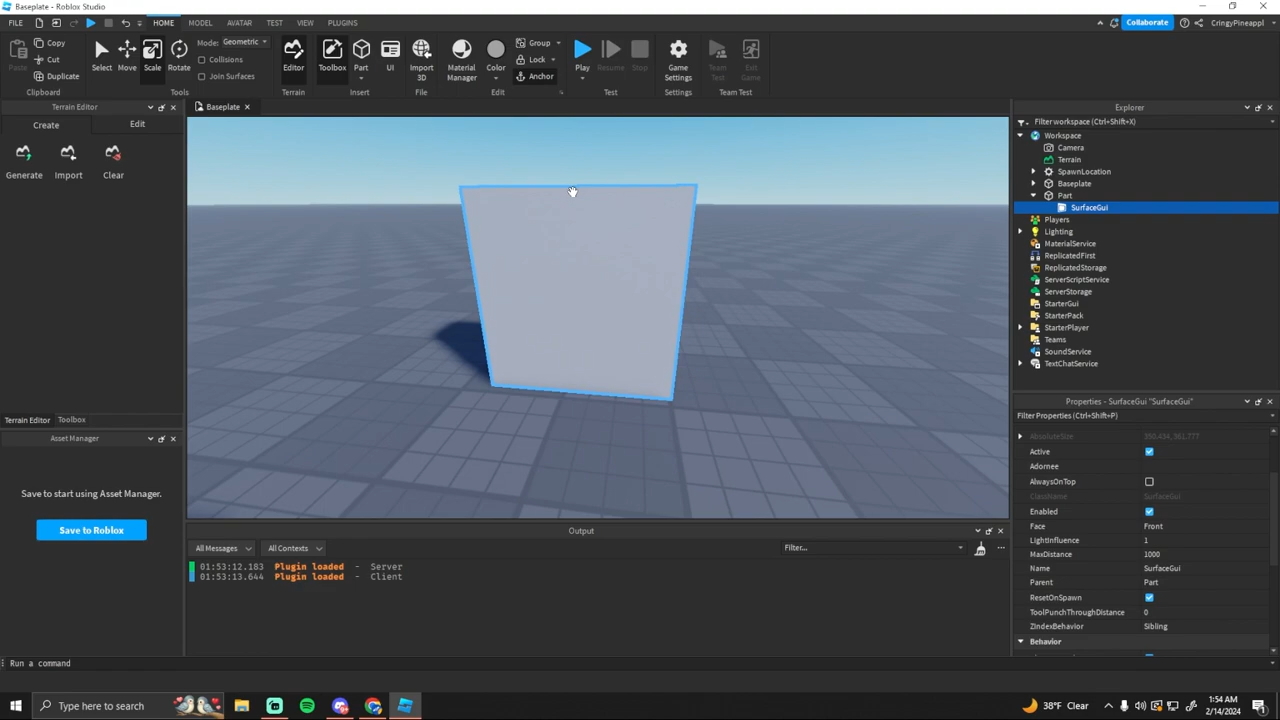 Baseplate - Roblox Studio
FILE HOME MODEL AVATAR TEST VIEW PLUGINS Collaborate CringyPineappl
Paste Copy Cut Duplicate Select Move Scale Rotate Mode: Geometric Collisions Join Surfaces Editor Toolbox Part UI Import 3D Material Manager Color Group Lock Anchor Play Resume Stop Game Settings Team Test Exit Game
Clipboard Tools Terrain Insert File Edit Test Settings Team Test
Terrain Editor
Create Edit
Generate Import Clear
Terrain Editor Toolbox
Asset Manager
Save to start using Asset Manager.
Save to Roblox
Baseplate
Output
All Messages All Contexts Filter...
01:53:12.183 Plugin loaded - Server
01:53:13.644 Plugin loaded - Client
Explorer
Filter workspace (Ctrl+Shift+X)
Workspace
Camera
Terrain
SpawnLocation
Baseplate
Part
SurfaceGui
Players
Lighting
MaterialService
ReplicatedFirst
ReplicatedStorage
ServerScriptService
ServerStorage
StarterGui
StarterPack
StarterPlayer
Teams
SoundService
TextChatService
Properties - SurfaceGui "SurfaceGui"
Filter Properties (Ctrl+Shift+P)
AbsoluteSize 350.434, 361.777
Active
Adornee
AlwaysOnTop
ClassName SurfaceGui
Enabled
Face Front
LightInfluence 1
MaxDistance 1000
Name SurfaceGui
Parent Part
ResetOnSpawn
ToolPunchThroughDistance 0
ZIndexBehavior Sibling
Behavior
Run a command
Type here to search 38°F Clear 1:54 AM
2/14/2024